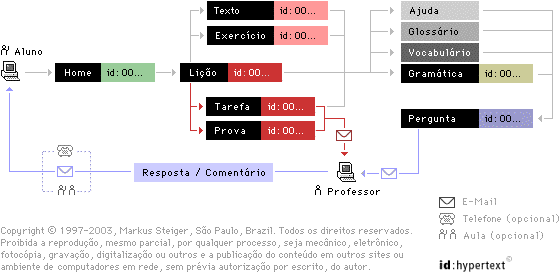 Texto id: 00...
Ajuda
Exercício id: 00...
Glossário
Aluno
Vocabulário
Home id: 00...
Lição id: 00...
Gramática id: 00...
Tarefa id: 00...
Prova id: 00...
Pergunta id: 00...
Resposta / Comentário
Professor
E-Mail
Telefone (opcional)
Aula (opcional)
Copyright © 1997-2003, Markus Steiger, São Paulo, Brazil. Todos os direitos reservados.
Proibida a reprodução, mesmo parcial, por qualquer processo, seja mecânico, eletrônico,
fotocópia, gravação, digitalização ou outros e a publicação do conteúdo em outros sites ou
ambiente de computadores em rede, sem prévia autorização por escrito, do autor.
id:hypertext©